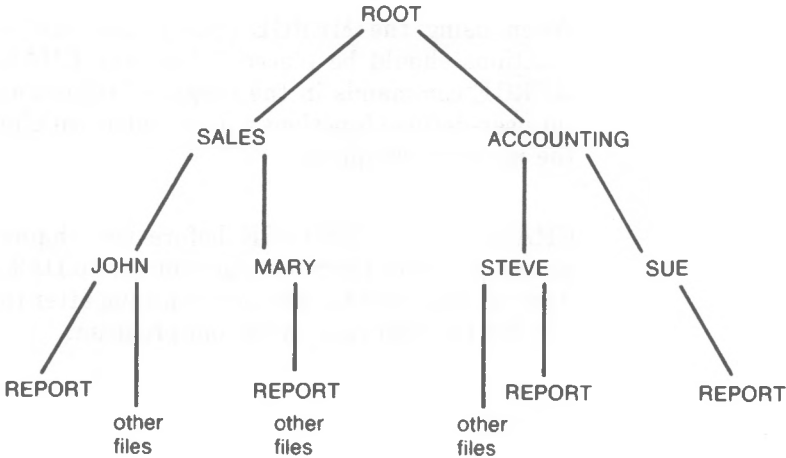 ROOT
SALES
ACCOUNTING
JOHN
MARY
STEVE
SUE
REPORT
REPORT
REPORT
REPORT
other
files
other
files
other
files